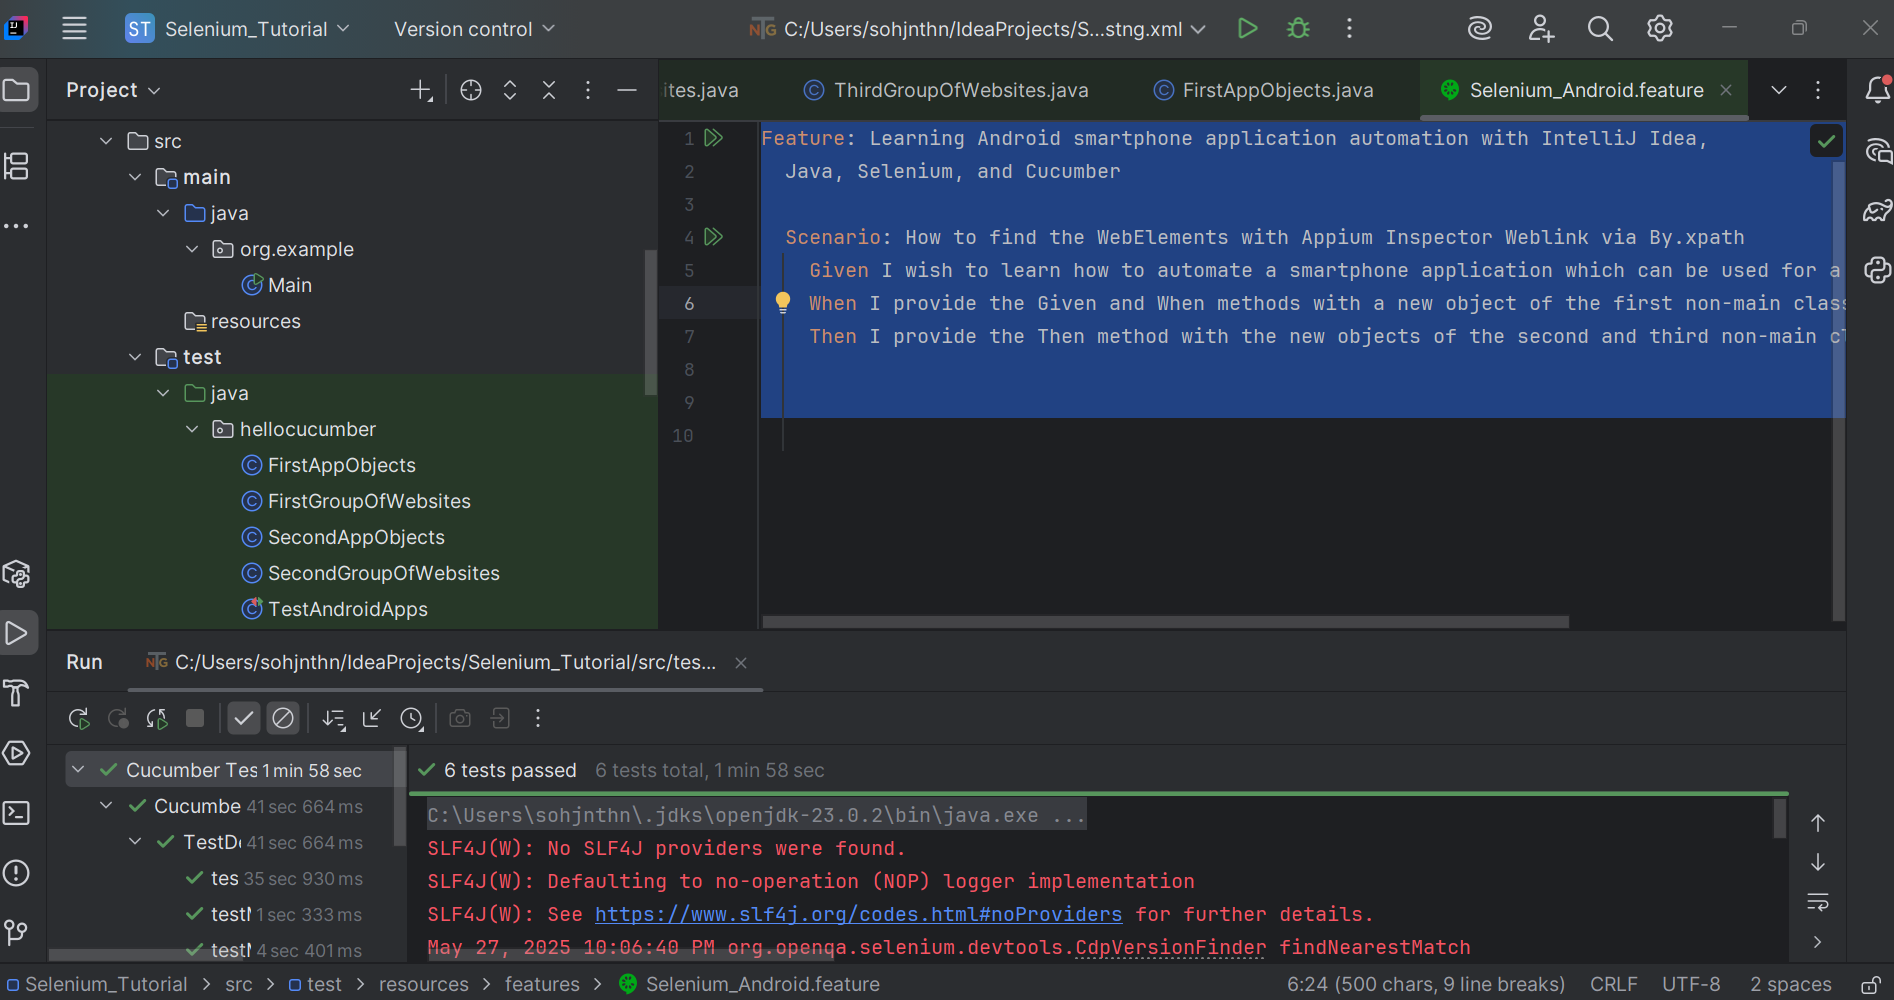 ST Selenium_Tutorial
Version control
C:/Users/sohjnthn/IdeaProjects/S...stng.xml
Project
ites.java
ThirdGroupOfWebsites.java
FirstAppObjects.java
Selenium_Android.feature
src
main
java
org.example
Main
resources
test
java
hellocucumber
FirstAppObjects
FirstGroupOfWebsites
SecondAppObjects
SecondGroupOfWebsites
TestAndroidApps
1 Feature: Learning Android smartphone application automation with IntelliJ Idea,
2 Java, Selenium, and Cucumber
3
4 Scenario: How to find the WebElements with Appium Inspector Weblink via By.xpath
5 Given I wish to learn how to automate a smartphone application which can be used for a
6 When I provide the Given and When methods with a new object of the first non-main clas
7 Then I provide the Then method with the new objects of the second and third non-main cl
8
9
10
Run
C:/Users/sohjnthn/IdeaProjects/Selenium_Tutorial/src/tes...
Cucumber Tes 1 min 58 sec
Cucumbe 41 sec 664 ms
TestDe 41 sec 664 ms
tes 35 sec 930 ms
testM 1 sec 333 ms
testM 4 sec 401 ms
6 tests passed 6 tests total, 1 min 58 sec
C:\Users\sohjnthn\.jdks\openjdk-23.0.2\bin\java.exe ...
SLF4J(W): No SLF4J providers were found.
SLF4J(W): Defaulting to no-operation (NOP) logger implementation
SLF4J(W): See https://www.slf4j.org/codes.html#noProviders for further details.
May 27, 2025 10:06:40 PM org.openqa.selenium.devtools.CdpVersionFinder findNearestMatch
Selenium_Tutorial > src > test > resources > features > Selenium_Android.feature
6:24 (500 chars, 9 line breaks)
CRLF
UTF-8
2 spaces